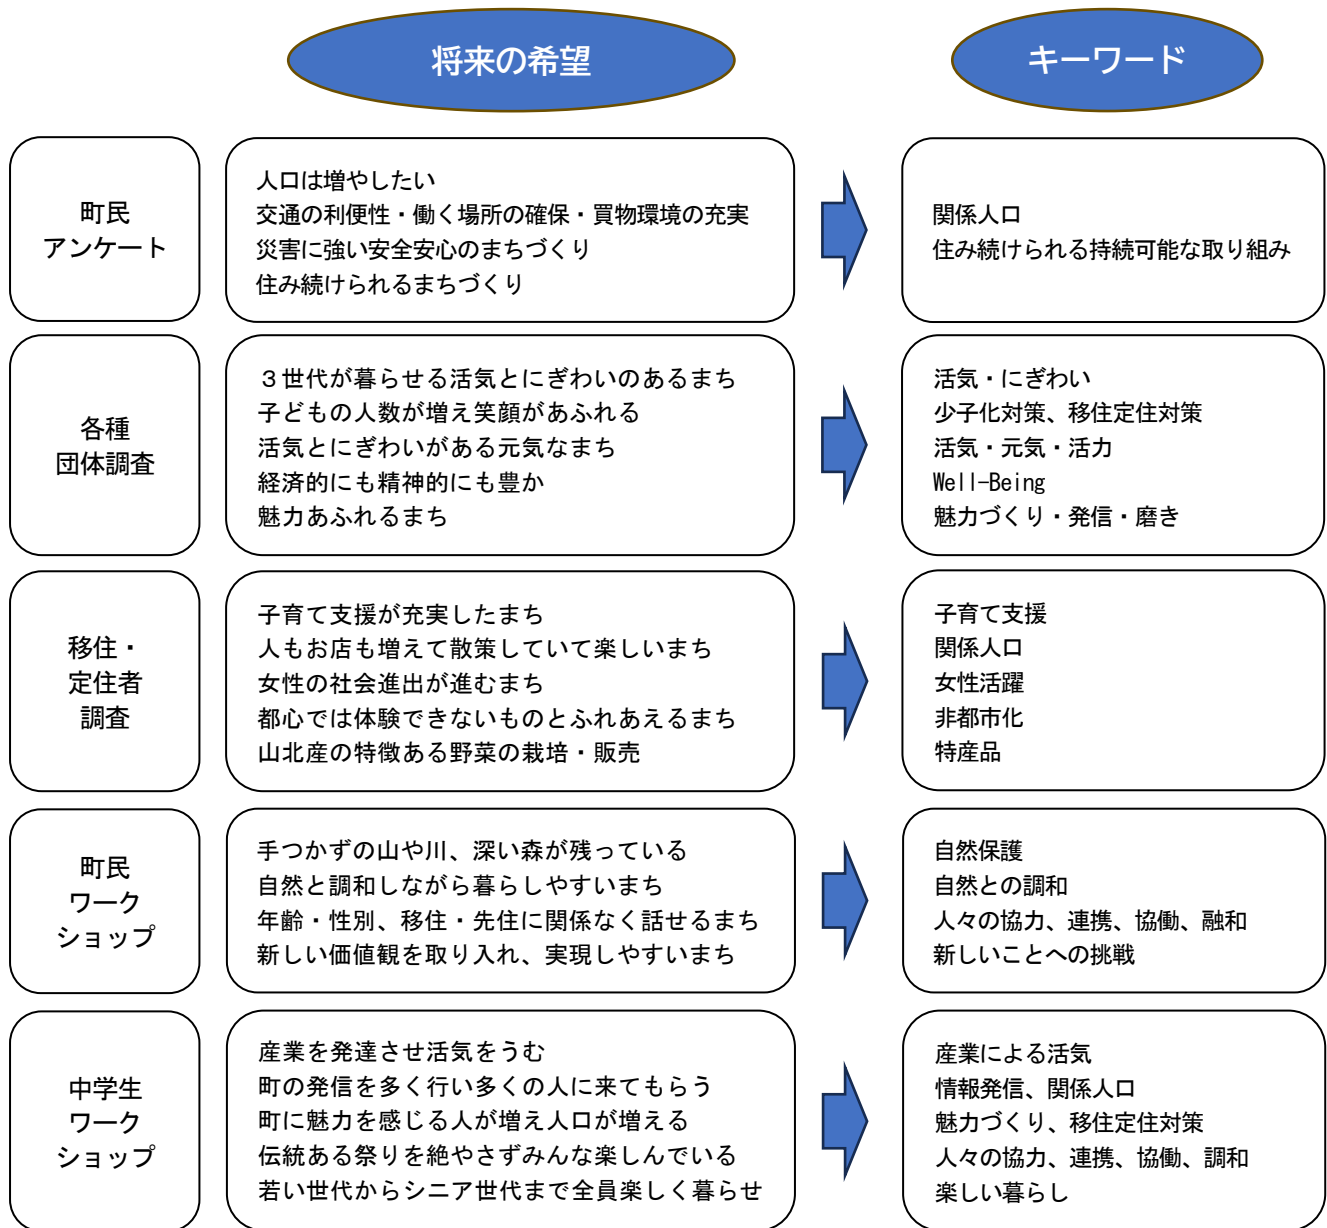 将来の希望
キーワード
町民
アンケート
人口は増やしたい
交通の利便性・働く場所の確保・買物環境の充実
災害に強い安全安心のまちづくり
住み続けられるまちづくり
関係人口
住み続けられる持続可能な取り組み
各種
団体調査
３世代が暮らせる活気とにぎわいのあるまち
子どもの人数が増え笑顔があふれる
活気とにぎわいがある元気なまち
経済的にも精神的にも豊か
魅力あふれるまち
活気・にぎわい
少子化対策、移住定住対策
活気・元気・活力
Well-Being
魅力づくり・発信・磨き
移住・
定住者
調査
子育て支援が充実したまち
人もお店も増えて散策していて楽しいまち
女性の社会進出が進むまち
都心では体験できないものとふれあえるまち
山北産の特徴ある野菜の栽培・販売
子育て支援
関係人口
女性活躍
非都市化
特産品
町民
ワーク
ショップ
手つかずの山や川、深い森が残っている
自然と調和しながら暮らしやすいまち
年齢・性別、移住・先住に関係なく話せるまち
新しい価値観を取り入れ、実現しやすいまち
自然保護
自然との調和
人々の協力、連携、協働、融和
新しいことへの挑戦
中学生
ワーク
ショップ
産業を発達させ活気をうむ
町の発信を多く行い多くの人に来てもらう
町に魅力を感じる人が増え人口が増える
伝統ある祭りを絶やさずみんな楽しんでいる
若い世代からシニア世代まで全員楽しく暮らせ
産業による活気
情報発信、関係人口
魅力づくり、移住定住対策
人々の協力、連携、協働、調和
楽しい暮らし